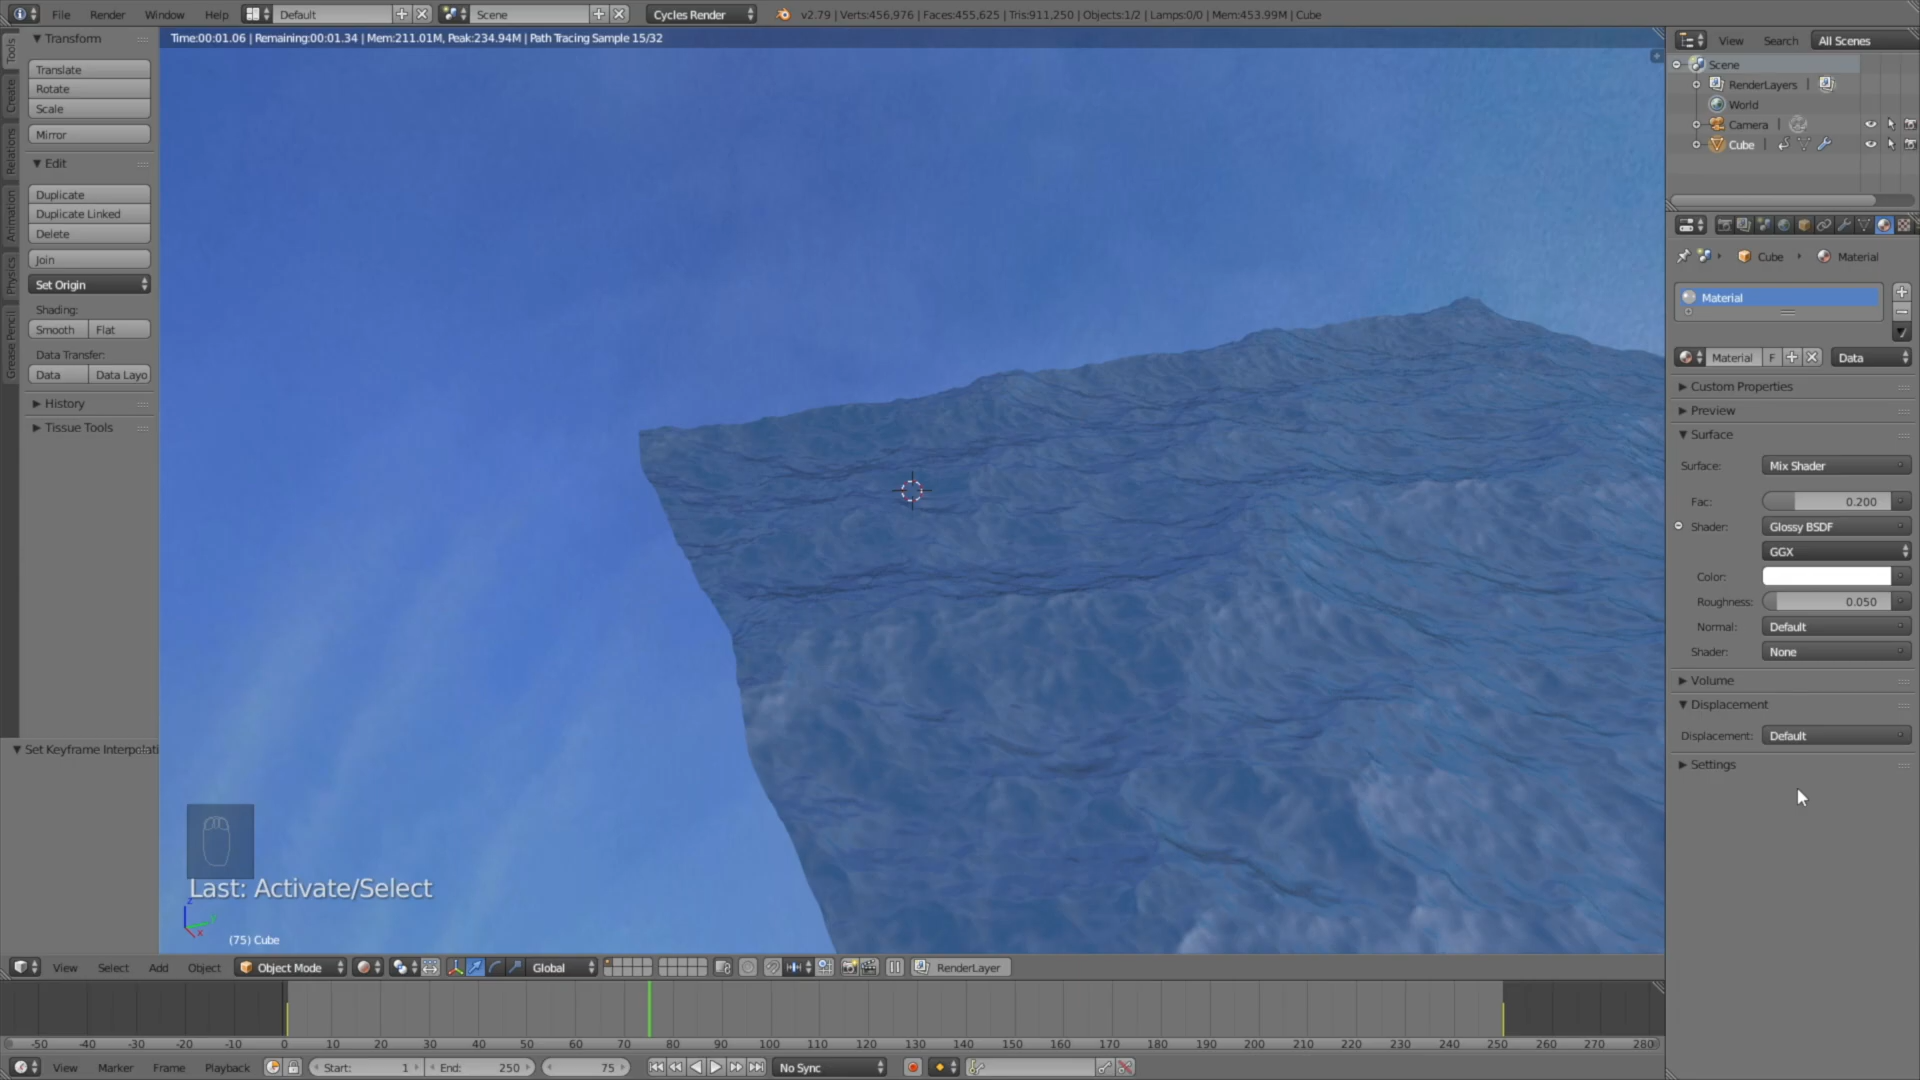 File Render Window Help Default Scene Cycles Render v2.79 | Verts:456,976 | Faces:455,625 | Tris:911,250 | Objects:1/2 | Lamps:0/0 | Mem:453.99M | Cube
Time:00:01.06 | Remaining:00:01.34 | Mem:211.01M, Peak:234.94M | Path Tracing Sample 15/32
Tools
Create
Relations
Animation
Physics
Grease Pencil
Transform
Translate
Rotate
Scale
Mirror
Edit
Duplicate
Duplicate Linked
Delete
Join
Set Origin
Shading:
Smooth Flat
Data Transfer:
Data Data Layo
History
Tissue Tools
Set Keyframe Interpolati
Last: Activate/Select
z
x
(75) Cube
View Search All Scenes
Scene
RenderLayers |
World
Camera |
Cube |
Cube Material
Material
Material F Data
Custom Properties
Preview
Surface
Surface: Mix Shader
Fac: 0.200
Shader: Glossy BSDF
GGX
Color:
Roughness: 0.050
Normal: Default
Shader: None
Volume
Displacement
Displacement: Default
Settings
View Select Add Object Object Mode Global RenderLayer
-50 -40 -30 -20 -10 0 10 20 30 40 50 60 70 80 90 100 110 120 130 140 150 160 170 180 190 200 210 220 230 240 250 260 270 280
View Marker Frame Playback Start: 1 End: 250 75 No Sync